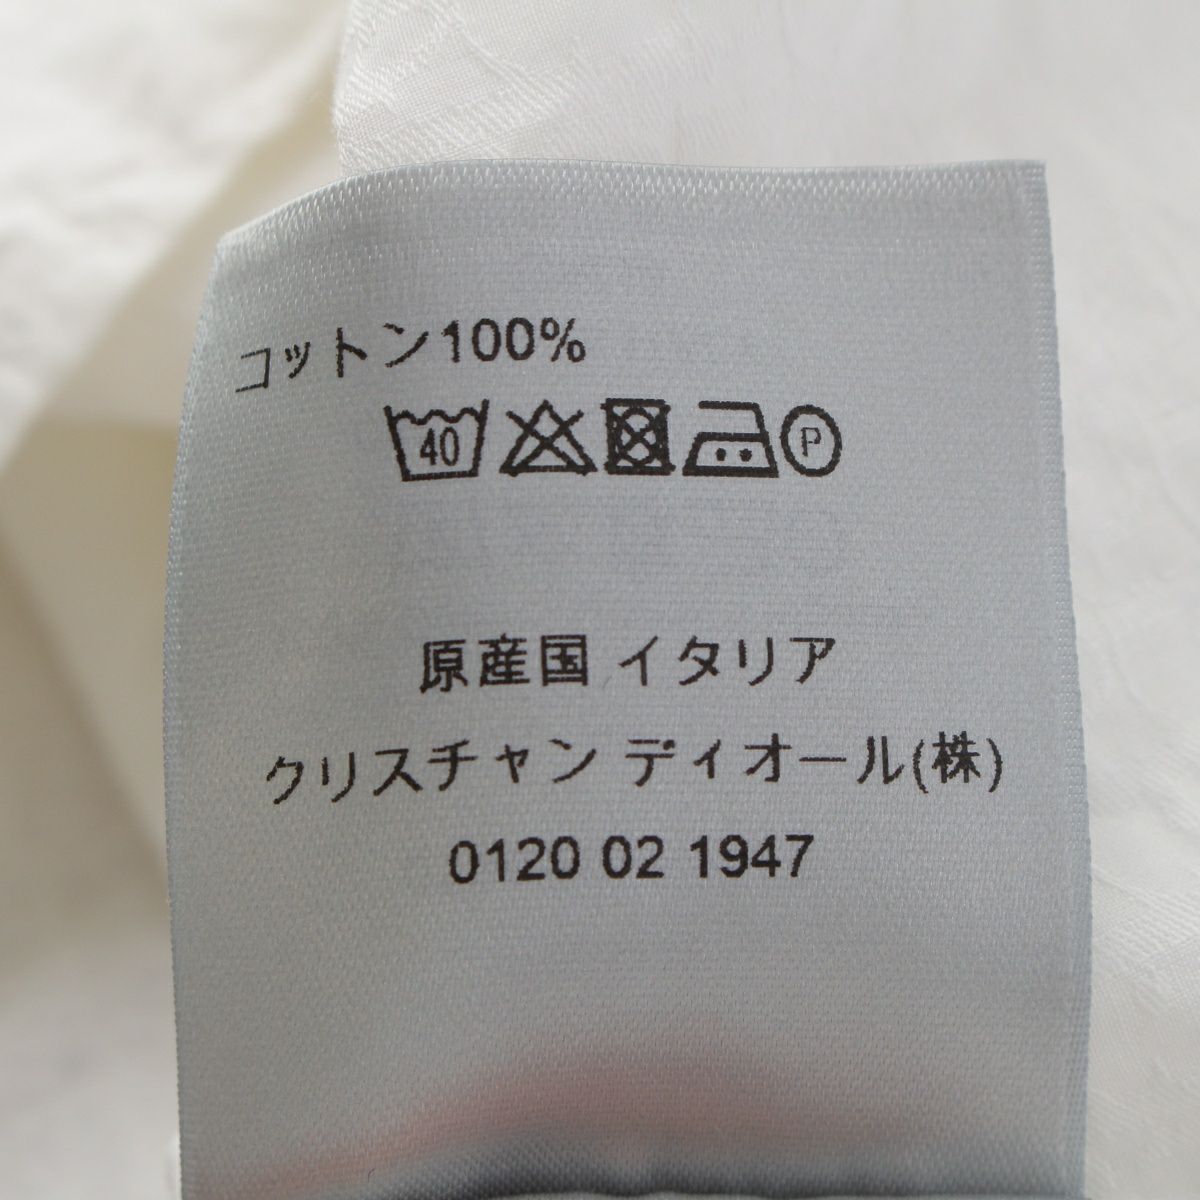 コットン100%
40 P
原産国 イタリア
クリスチャン ディオール(株)
0120 02 1947